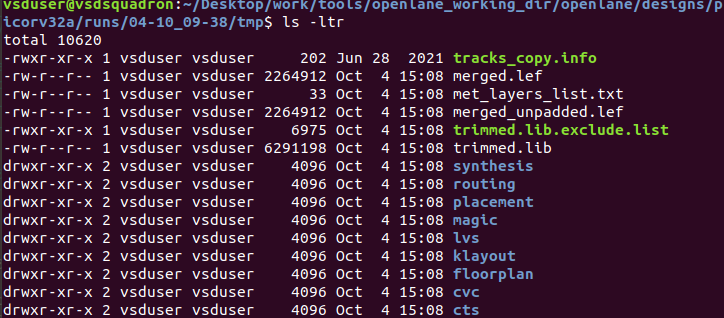 vsduser@vsdsquadron:~/Desktop/work/tools/openlane_working_dir/openlane/designs/p
icorv32a/runs/04-10_09-38/tmp$ ls -ltr
total 10620
-rwxr-xr-x 1 vsduser vsduser     202 Jun 28  2021 tracks_copy.info
-rw-r--r-- 1 vsduser vsduser 2264912 Oct  4 15:08 merged.lef
-rw-r--r-- 1 vsduser vsduser      33 Oct  4 15:08 met_layers_list.txt
-rw-r--r-- 1 vsduser vsduser 2264912 Oct  4 15:08 merged_unpadded.lef
-rwxr-xr-x 1 vsduser vsduser    6975 Oct  4 15:08 trimmed.lib.exclude.list
-rw-r--r-- 1 vsduser vsduser 6291198 Oct  4 15:08 trimmed.lib
drwxr-xr-x 2 vsduser vsduser    4096 Oct  4 15:08 synthesis
drwxr-xr-x 2 vsduser vsduser    4096 Oct  4 15:08 routing
drwxr-xr-x 2 vsduser vsduser    4096 Oct  4 15:08 placement
drwxr-xr-x 2 vsduser vsduser    4096 Oct  4 15:08 magic
drwxr-xr-x 2 vsduser vsduser    4096 Oct  4 15:08 lvs
drwxr-xr-x 2 vsduser vsduser    4096 Oct  4 15:08 klayout
drwxr-xr-x 2 vsduser vsduser    4096 Oct  4 15:08 floorplan
drwxr-xr-x 2 vsduser vsduser    4096 Oct  4 15:08 cvc
drwxr-xr-x 2 vsduser vsduser    4096 Oct  4 15:08 cts